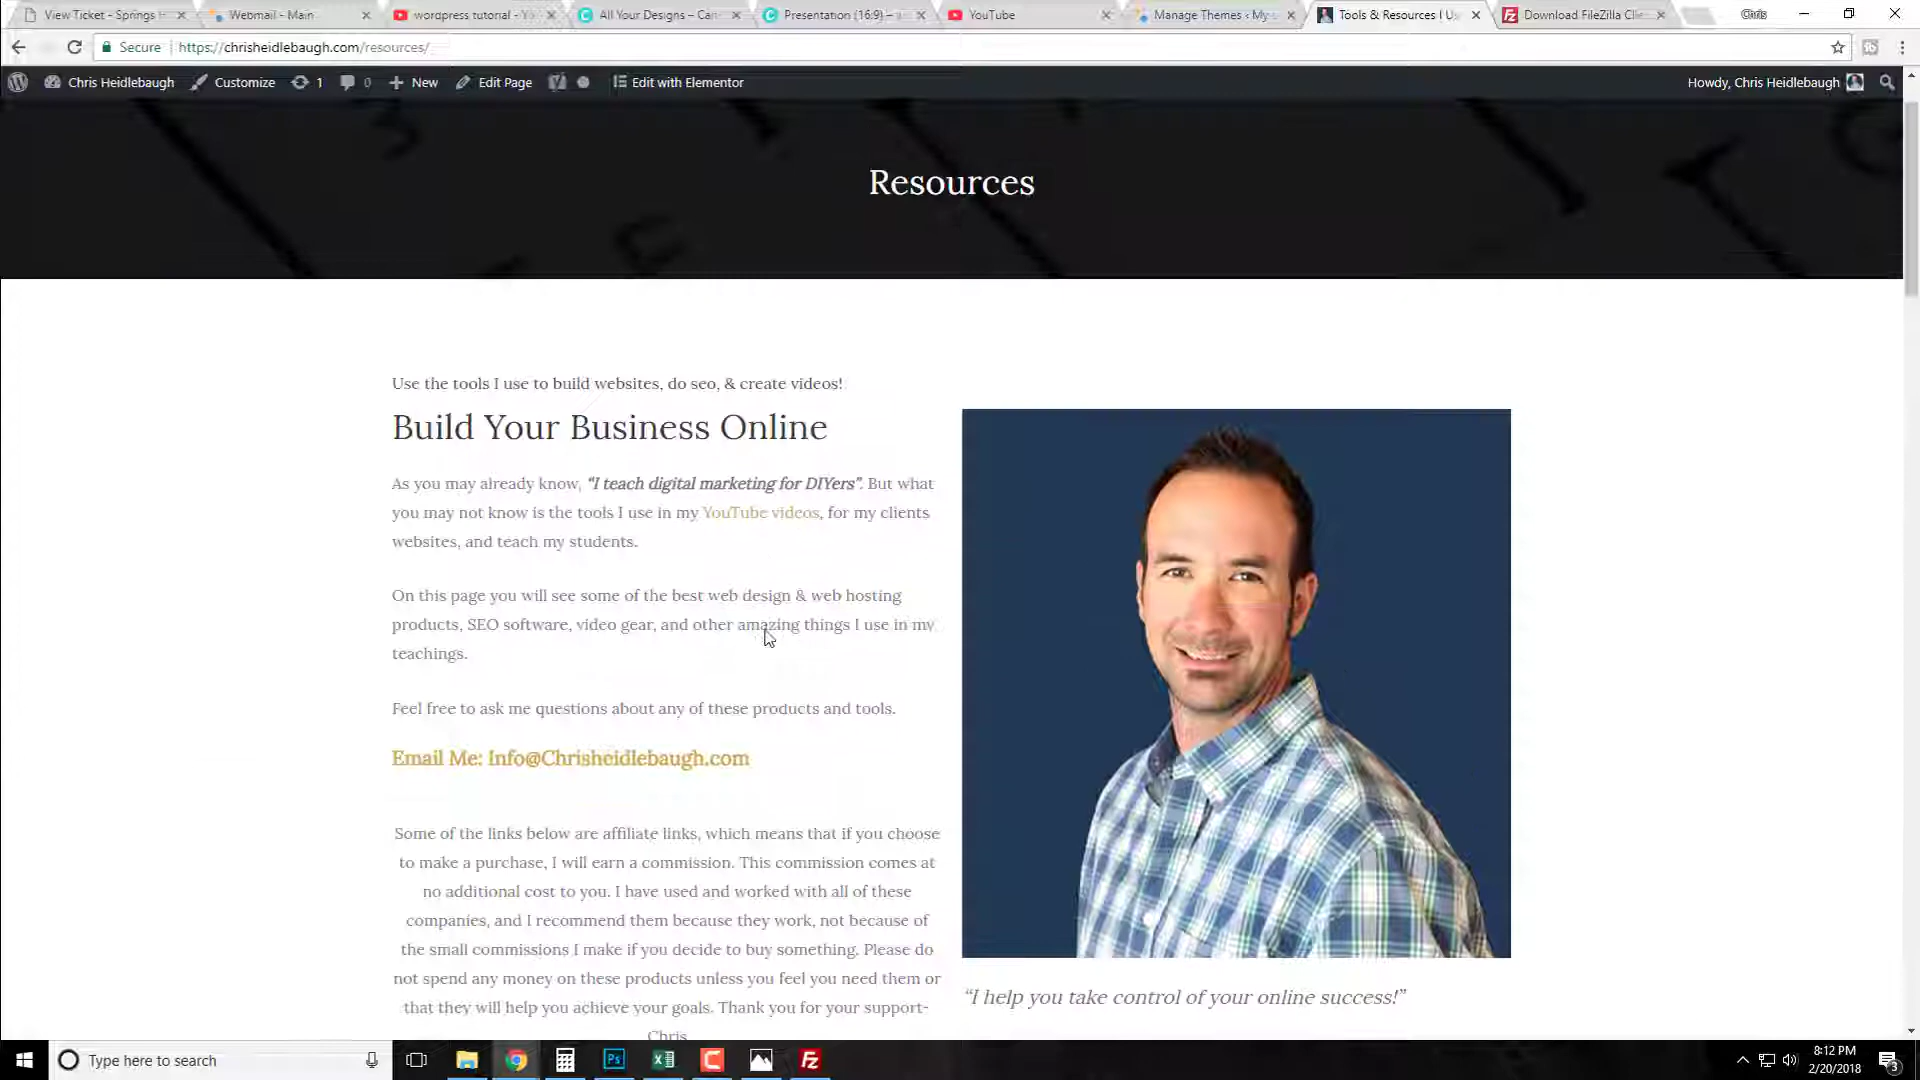 View Ticket - Springs H
Webmail - Main
wordpress tutorial - Yo
All Your Designs – Can
Presentation (16:9) –
YouTube
Manage Themes ‹ My
Tools & Resources I Us
Download FileZilla Clie
Chris
Secure
https://chrisheidlebaugh.com/resources/
Chris Heidlebaugh
Customize
1
0
New
Edit Page
Edit with Elementor
Howdy, Chris Heidlebaugh
Resources
Use the tools I use to build websites, do seo, & create videos!
Build Your Business Online
As you may already know, “I teach digital marketing for DIYers”. But what
you may not know is the tools I use in my YouTube videos, for my clients
websites, and teach my students.
On this page you will see some of the best web design & web hosting
products, SEO software, video gear, and other amazing things I use in my
teachings.
Feel free to ask me questions about any of these products and tools.
Email Me: Info@Chrisheidlebaugh.com
Some of the links below are affiliate links, which means that if you choose
to make a purchase, I will earn a commission. This commission comes at
no additional cost to you. I have used and worked with all of these
companies, and I recommend them because they work, not because of
the small commissions I make if you decide to buy something. Please do
not spend any money on these products unless you feel you need them or
that they will help you achieve your goals. Thank you for your support-
Chris
“I help you take control of your online success!”
Type here to search
Ps
8:12 PM
2/20/2018
3